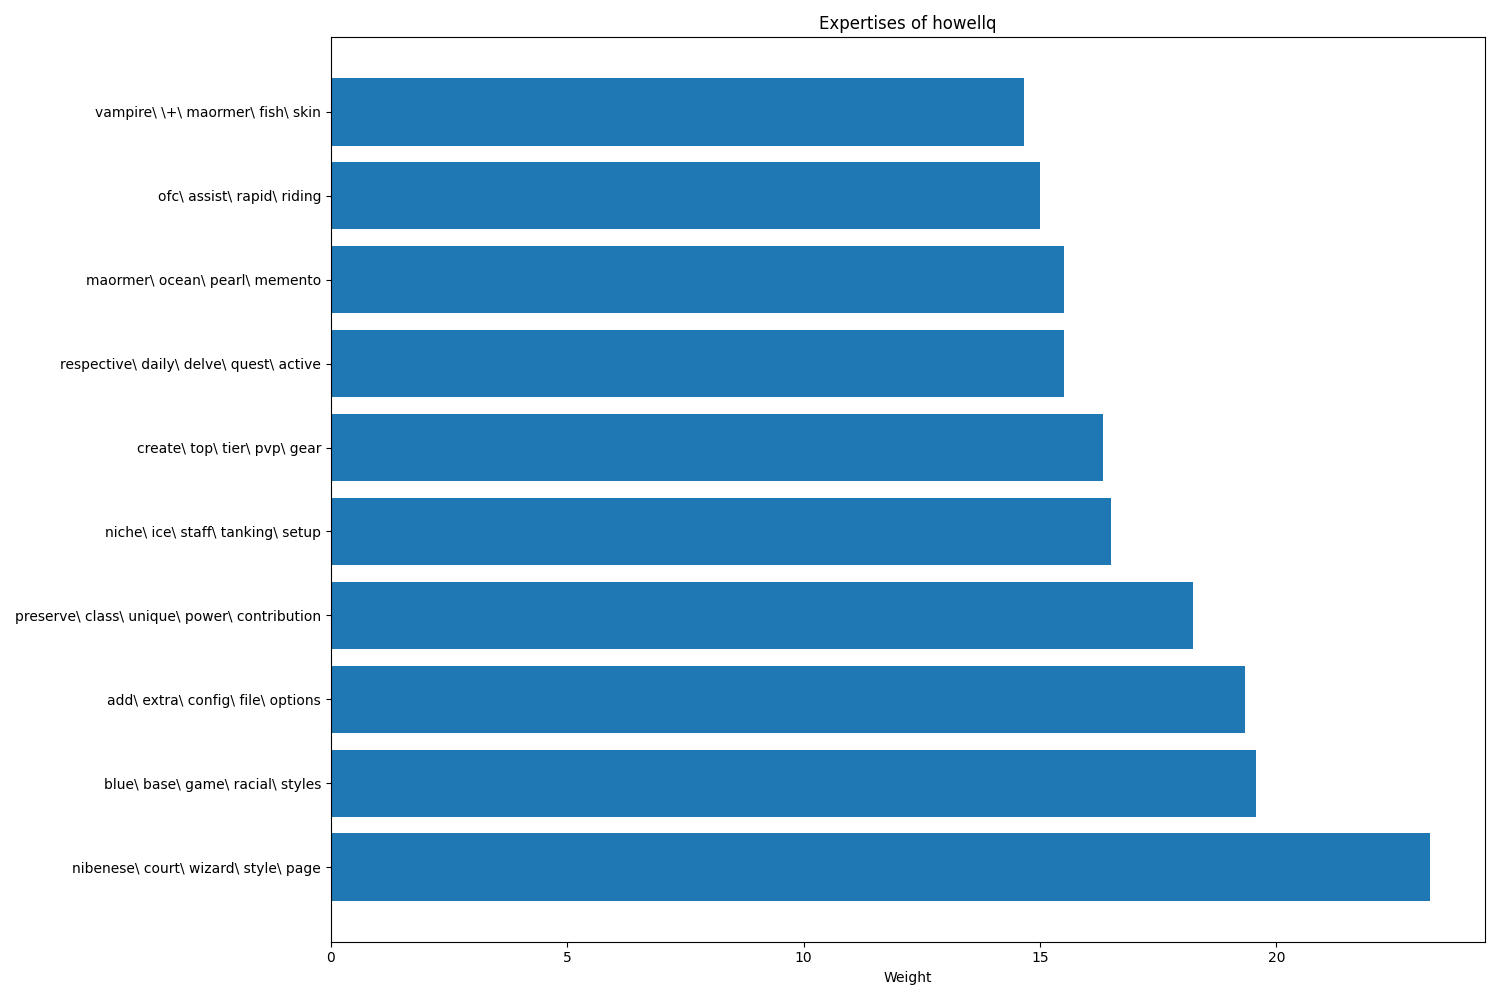 Expertises of howellq
vampire\ \+\ maormer\ fish\ skin
ofc\ assist\ rapid\ riding
maormer\ ocean\ pearl\ memento
respective\ daily\ delve\ quest\ active
create\ top\ tier\ pvp\ gear
niche\ ice\ staff\ tanking\ setup
preserve\ class\ unique\ power\ contribution
add\ extra\ config\ file\ options
blue\ base\ game\ racial\ styles
nibenese\ court\ wizard\ style\ page
0 5 10 15 20
Weight